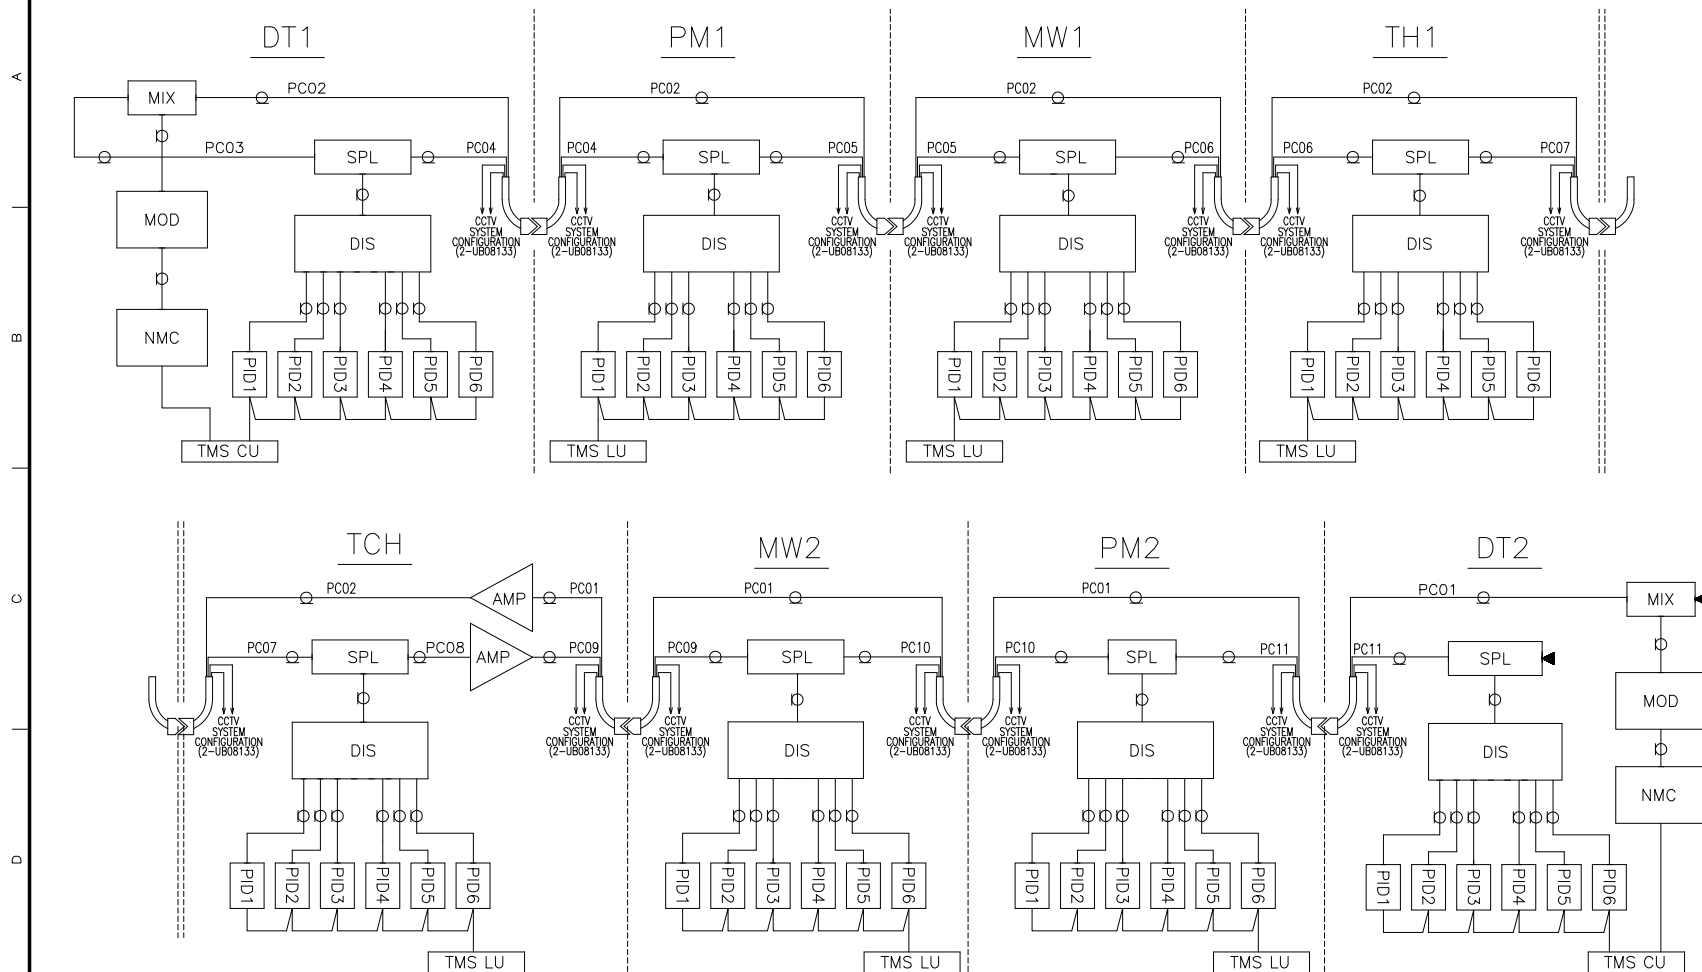 DT1 PM1 MW1 TH1
A
MIX PC02 PC02 PC02 PC02
PC03 SPL PC04 PC04 SPL PC05 PC05 SPL PC06 PC06 SPL PC07
MOD DIS DIS DIS DIS
CCTV CCTV CCTV CCTV CCTV CCTV CCTV
SYSTEM SYSTEM SYSTEM SYSTEM SYSTEM SYSTEM SYSTEM
CONFIGURATION CONFIGURATION CONFIGURATION CONFIGURATION CONFIGURATION CONFIGURATION CONFIGURATION
(2-UB08133) (2-UB08133) (2-UB08133) (2-UB08133) (2-UB08133) (2-UB08133) (2-UB08133)
B
NMC
PID1 PID2 PID3 PID4 PID5 PID6 PID1 PID2 PID3 PID4 PID5 PID6 PID1 PID2 PID3 PID4 PID5 PID6 PID1 PID2 PID3 PID4 PID5 PID6
TMS CU TMS LU TMS LU TMS LU
TCH MW2 PM2 DT2
C
PC02 AMP PC01 PC01 PC01 PC01 MIX
PC07 SPL PC08 AMP PC09 PC09 SPL PC10 PC10 SPL PC11 PC11 SPL
MOD
CCTV CCTV CCTV CCTV CCTV CCTV CCTV
SYSTEM SYSTEM SYSTEM SYSTEM SYSTEM SYSTEM SYSTEM
CONFIGURATION CONFIGURATION CONFIGURATION CONFIGURATION CONFIGURATION CONFIGURATION CONFIGURATION
(2-UB08133) (2-UB08133) (2-UB08133) (2-UB08133) (2-UB08133) (2-UB08133) (2-UB08133)
DIS DIS DIS DIS
NMC
D
PID1 PID2 PID3 PID4 PID5 PID6 PID1 PID2 PID3 PID4 PID5 PID6 PID1 PID2 PID3 PID4 PID5 PID6 PID1 PID2 PID3 PID4 PID5 PID6
TMS LU TMS LU TMS LU TMS CU